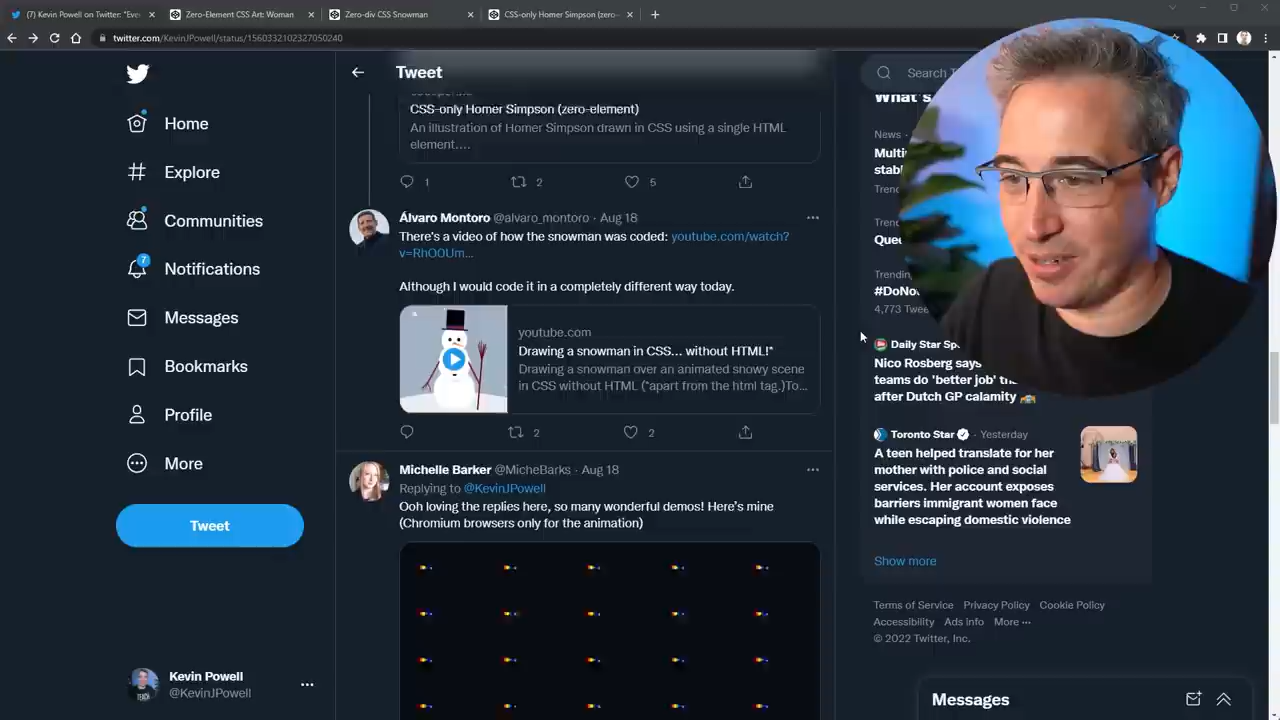 (7) Kevin Powell on Twitter: "Eve
Zero-Element CSS Art: Woman
Zero-div CSS Snowman
CSS-only Homer Simpson (zero-
twitter.com/KevinJPowell/status/1560332102327050240
Home
Explore
Communities
7
Notifications
Messages
Bookmarks
Profile
More
Tweet
Kevin Powell
@KevinJPowell
Tweet
CSS-only Homer Simpson (zero-element)
An illustration of Homer Simpson drawn in CSS using a single HTML
element....
1
2
5
Álvaro Montoro @alvaro_montoro · Aug 18
There's a video of how the snowman was coded: youtube.com/watch?
v=RhO0Um...
Although I would code it in a completely different way today.
youtube.com
Drawing a snowman in CSS... without HTML!*
Drawing a snowman over an animated snowy scene
in CSS without HTML (*apart from the html tag.)To...
2
2
Michelle Barker @MicheBarks · Aug 18
Replying to @KevinJPowell
Ooh loving the replies here, so many wonderful demos! Here's mine
(Chromium browsers only for the animation)
Search
What's
News
Trend
Trending
4,773 Twee
Daily Star
Nico Rosberg says
teams do 'better job'
after Dutch GP calamity
Toronto Star · Yesterday
A teen helped translate for her
mother with police and social
services. Her account exposes
barriers immigrant women face
while escaping domestic violence
Show more
Terms of Service Privacy Policy Cookie Policy
Accessibility Ads info More ···
© 2022 Twitter, Inc.
Messages